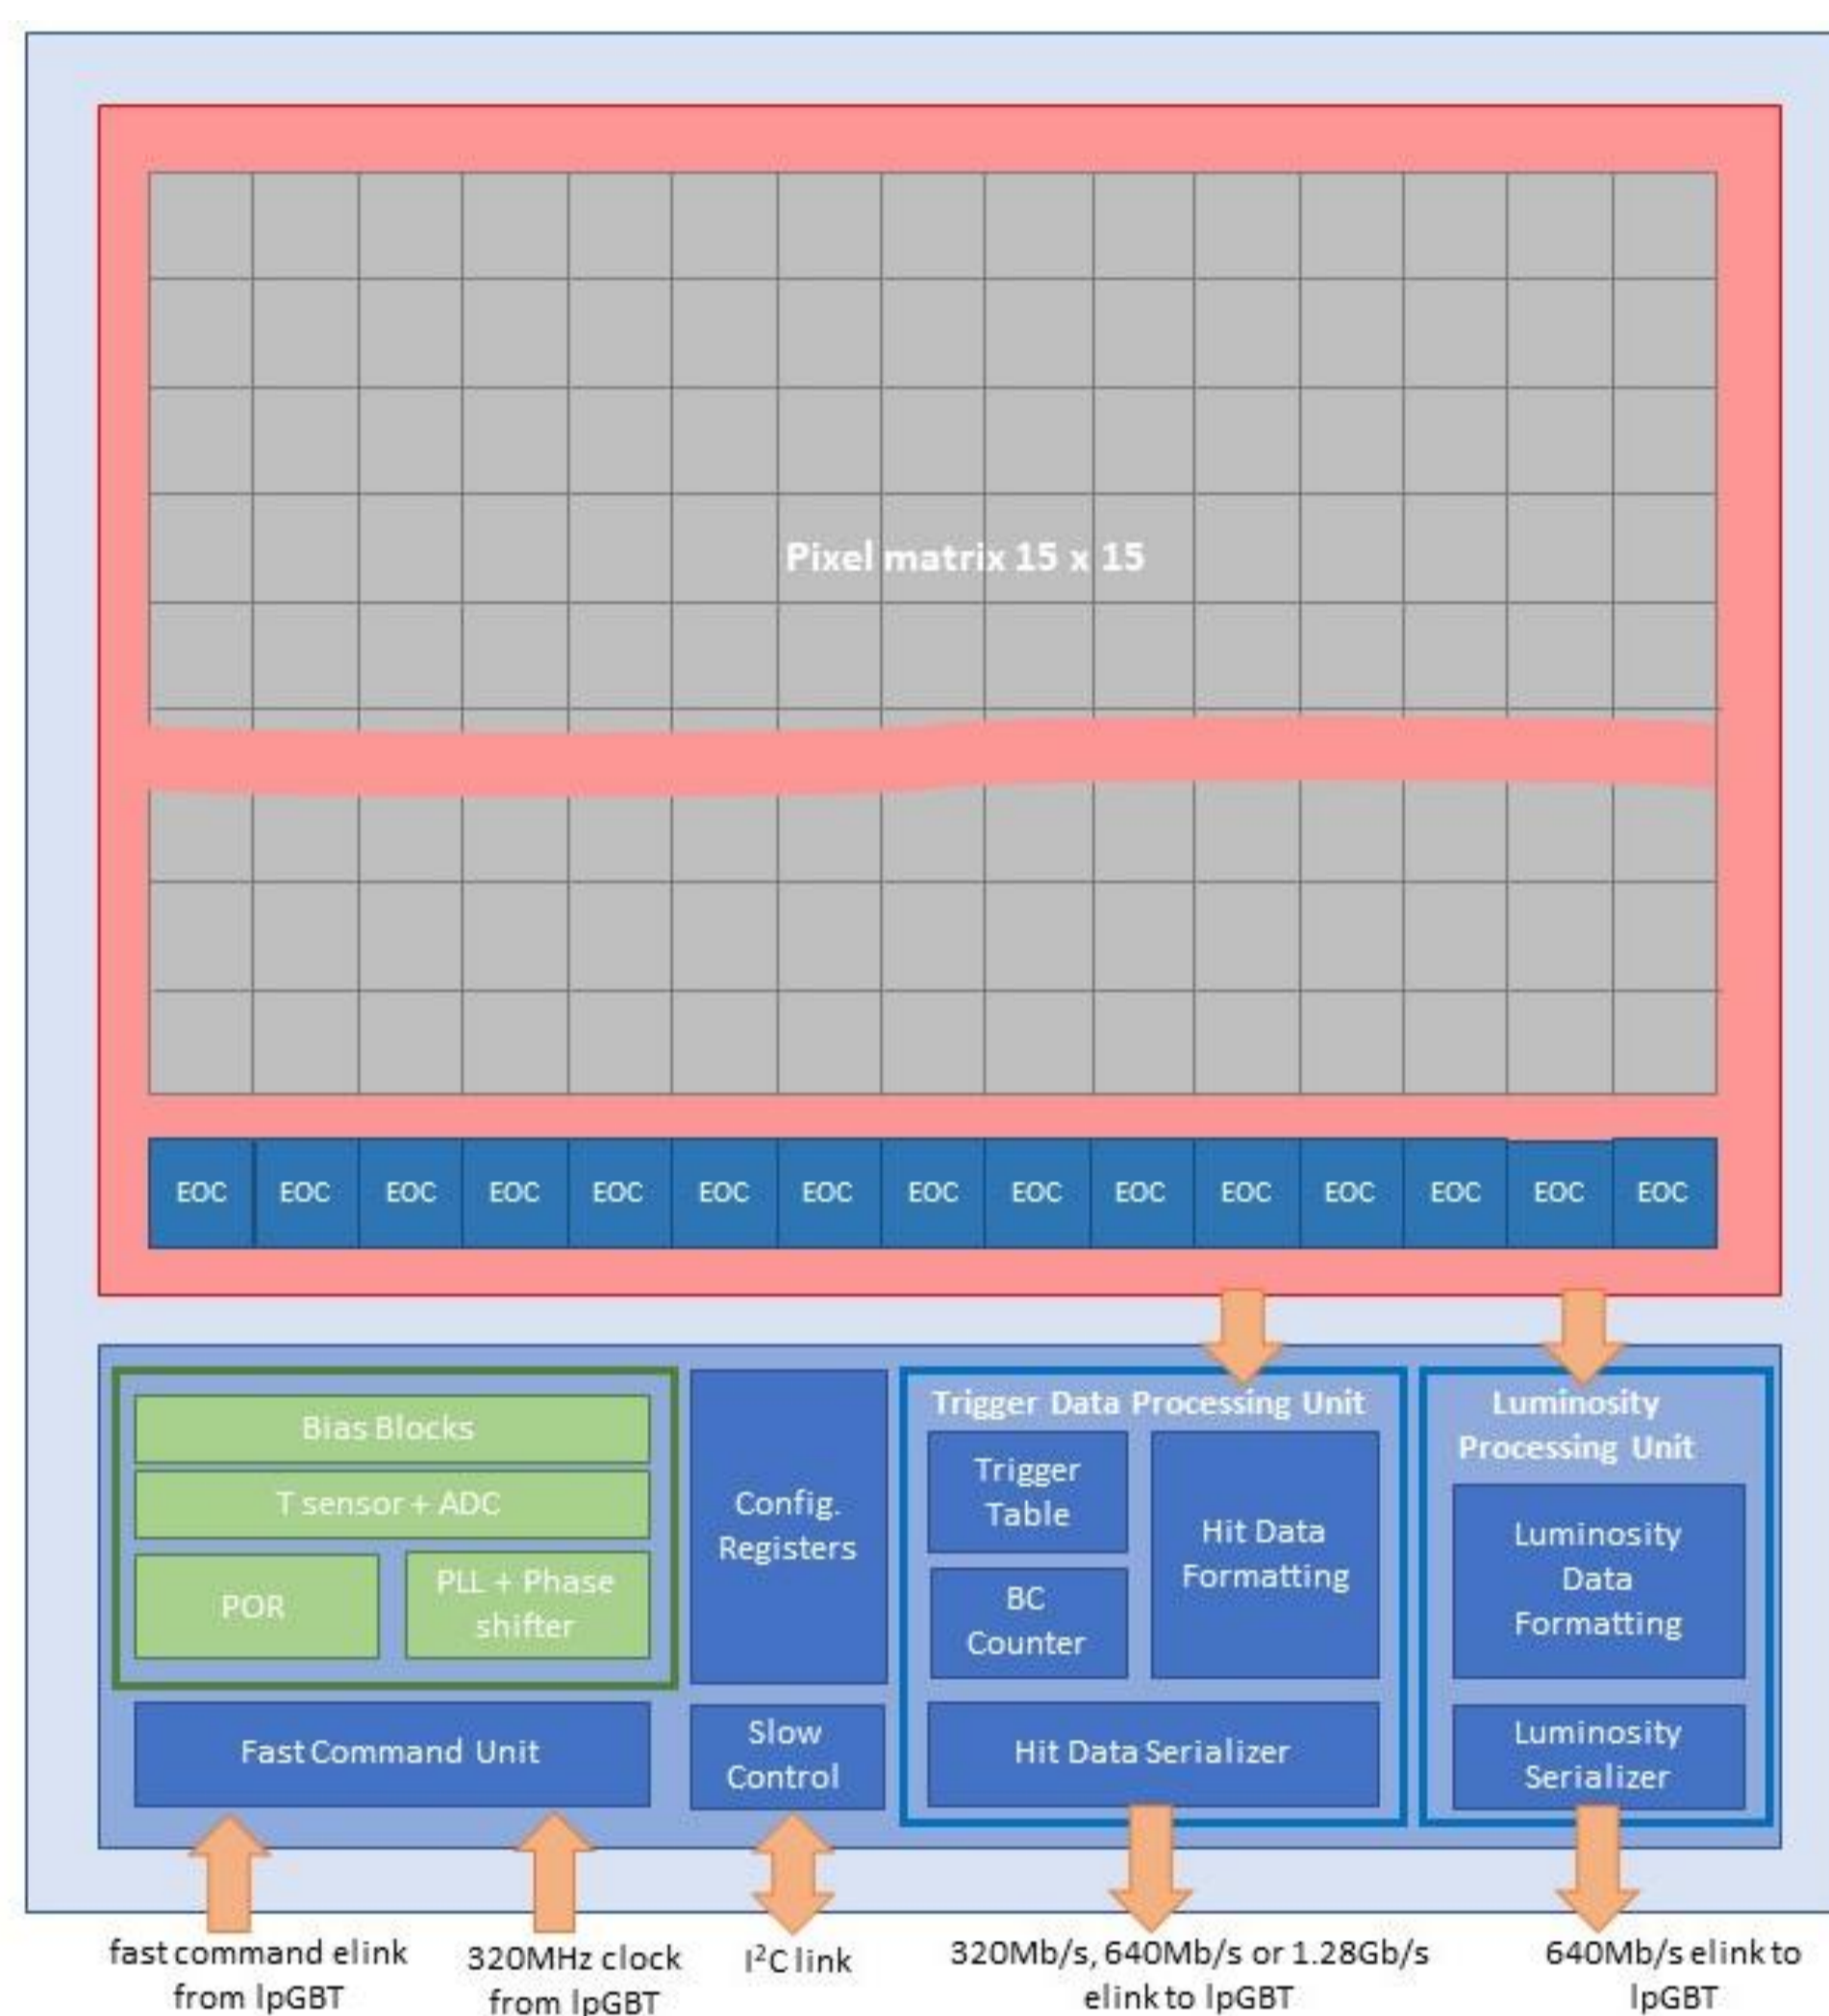 Pixel matrix 15 x 15
EOC EOC EOC EOC EOC EOC EOC EOC EOC EOC EOC EOC EOC EOC EOC
Bias Blocks
T sensor + ADC
POR
PLL + Phase
shifter
Fast Command Unit
Config.
Registers
Slow
Control
Trigger Data Processing Unit
Trigger
Table
BC
Counter
Hit Data
Formatting
Hit Data Serializer
Luminosity
Processing Unit
Luminosity
Data
Formatting
Luminosity
Serializer
fast command elink
from lpGBT
320MHz clock
from lpGBT
I²C link
320Mb/s, 640Mb/s or 1.28Gb/s
elink to lpGBT
640Mb/s elink to
lpGBT